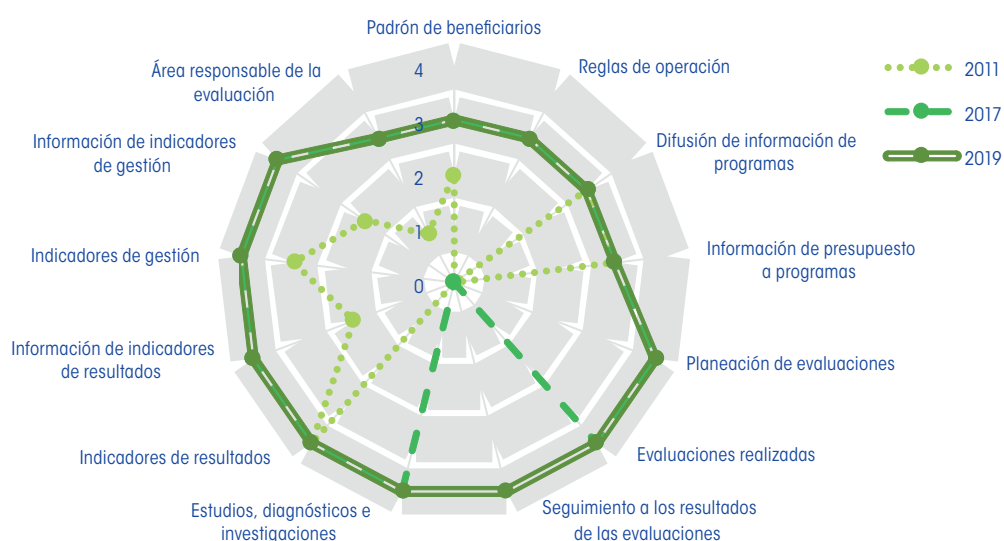 Padrón de beneficiarios
Reglas de operación
Difusión de información de
programas
Información de presupuesto
a programas
Planeación de evaluaciones
Evaluaciones realizadas
Seguimiento a los resultados
de las evaluaciones
Estudios, diagnósticos e
investigaciones
Indicadores de resultados
Información de indicadores
de resultados
Indicadores de gestión
Información de indicadores
de gestión
Área responsable de la
evaluación
4
3
2
1
0
2011
2017
2019